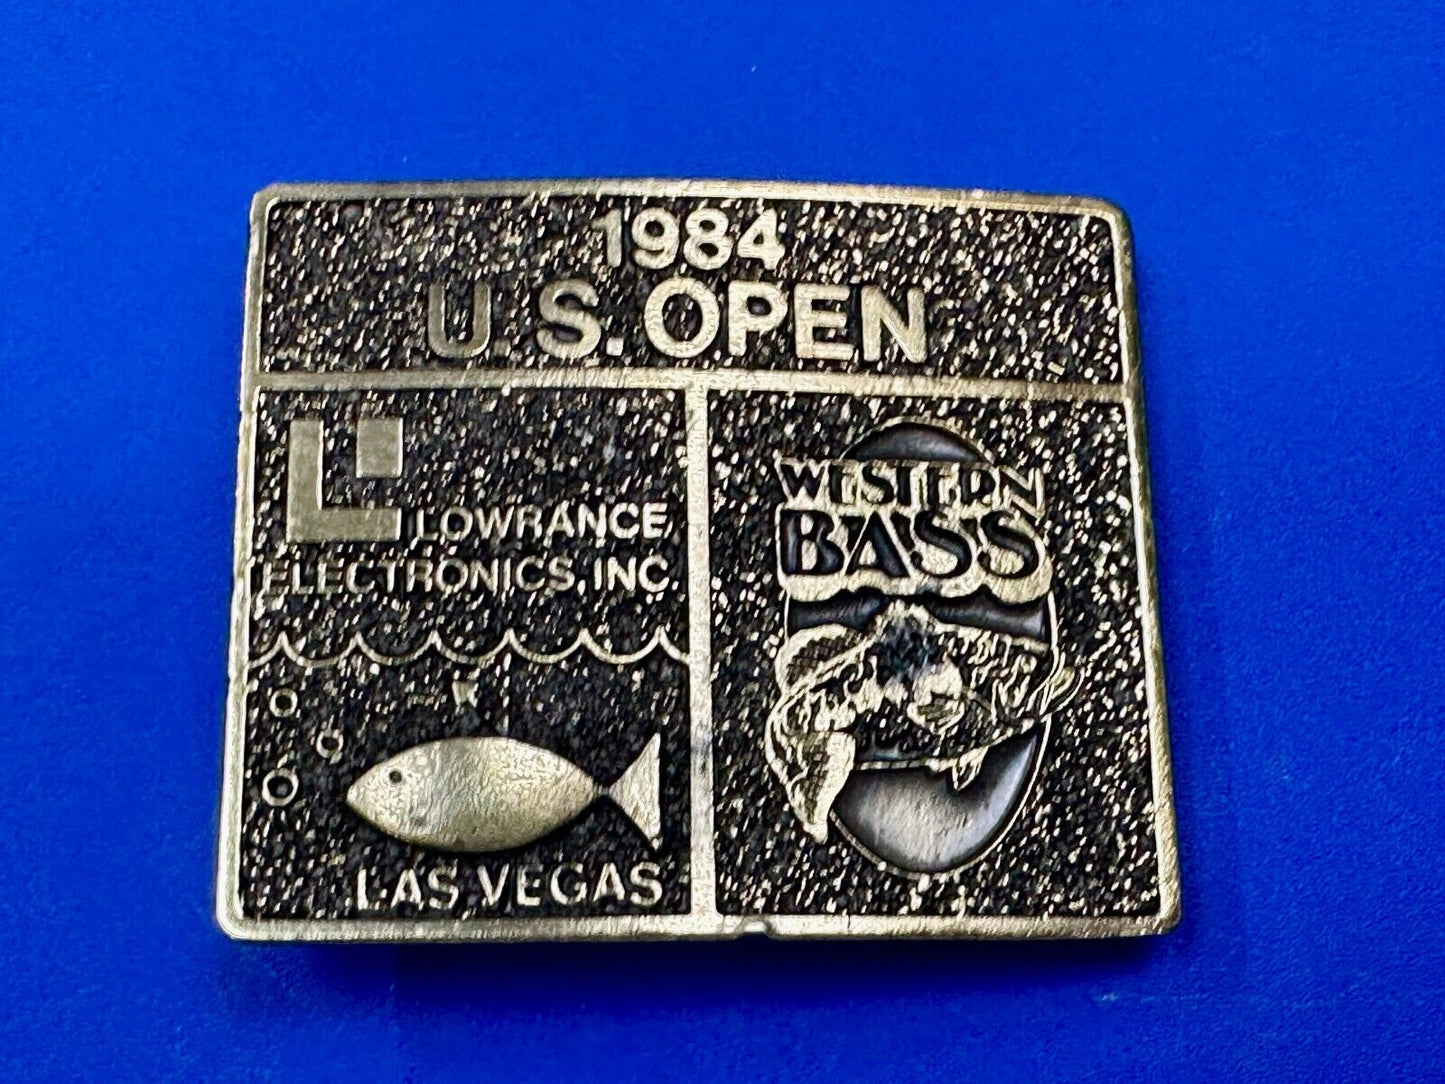 1984
U.S. OPEN
LOWRANCE
ELECTRONICS, INC.
LAS VEGAS
WESTERN
BASS